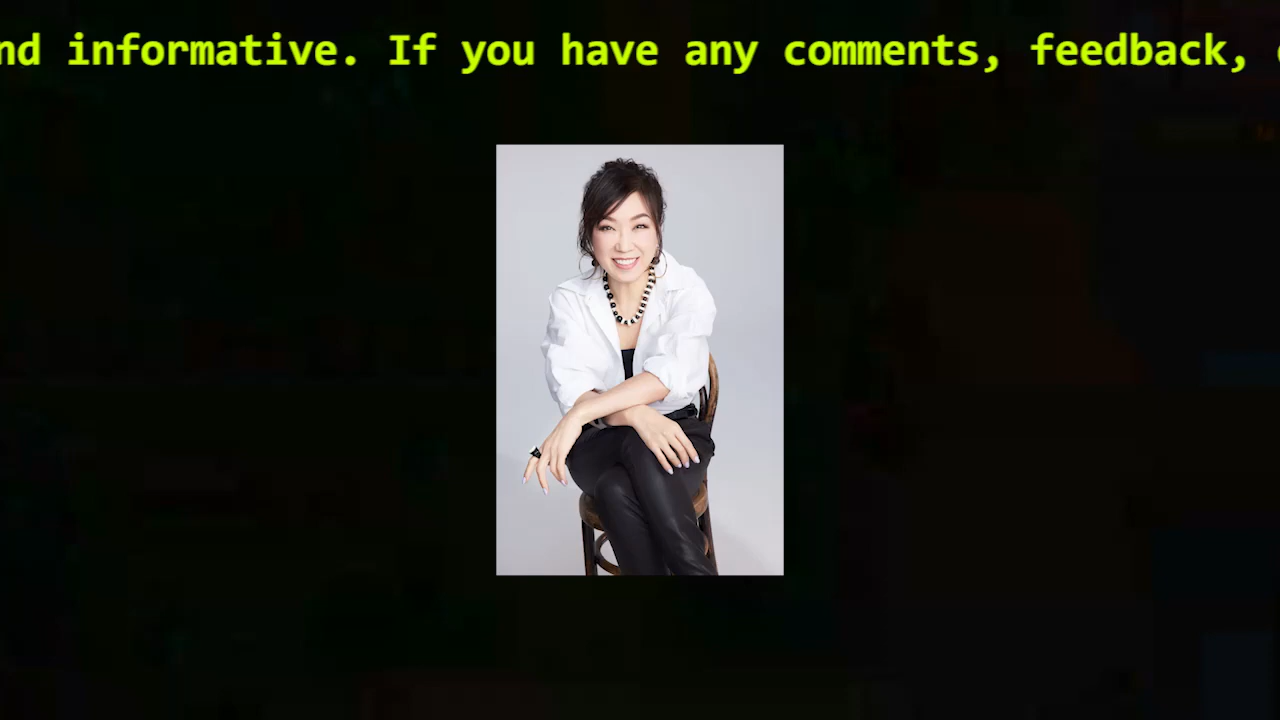 nd informative. If you have any comments, feedback,